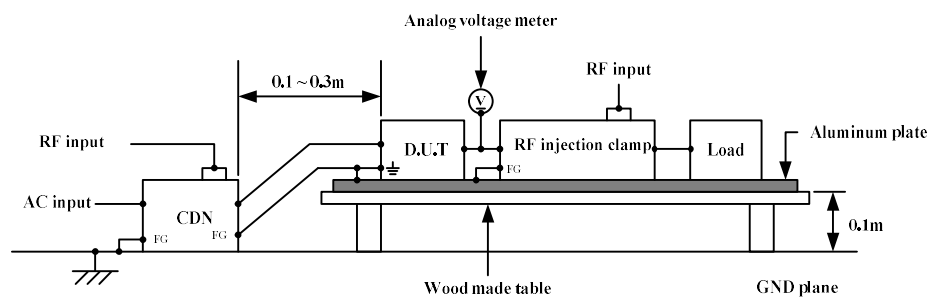 Analog voltage meter
0.1 ~ 0.3m
RF input
V
RF input
D.U.T
RF injection clamp
Load
Aluminum plate
FG
AC input
CDN
FG
FG
0.1m
Wood made table
GND plane